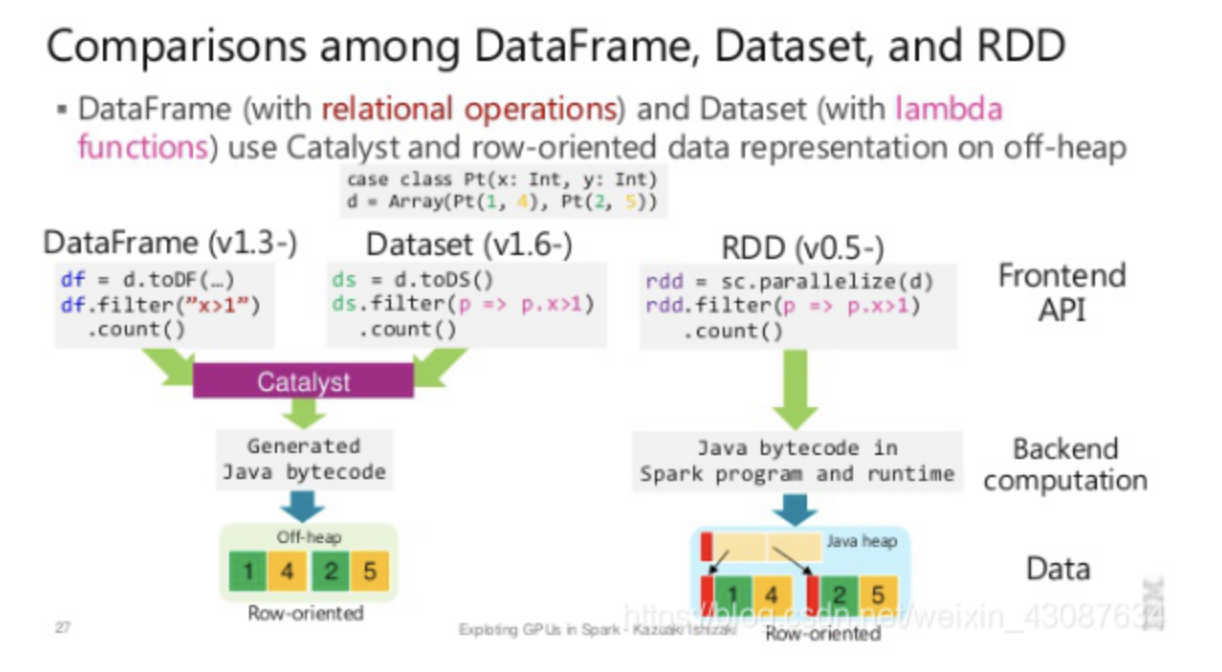 Comparisons among DataFrame, Dataset, and RDD
▪ DataFrame (with relational operations) and Dataset (with lambda
functions) use Catalyst and row-oriented data representation on off-heap
case class Pt(x: Int, y: Int)
d = Array(Pt(1, 4), Pt(2, 5))
DataFrame (v1.3-)
df = d.toDF(…)
df.filter(”x>1”)
.count()
Dataset (v1.6-)
ds = d.toDS()
ds.filter(p => p.x>1)
.count()
RDD (v0.5-)
rdd = sc.parallelize(d)
rdd.filter(p => p.x>1)
.count()
Frontend
API
Catalyst
Generated
Java bytecode
Java bytecode in
Spark program and runtime
Backend
computation
Off-heap
1 4 2 5
Row-oriented
Java heap
1 4 2 5
Row-oriented
Data
27
Exploting GPUs in Spark - Kazuaki Ishizaki
https://blog.csdn.net/weixin_43087634
IBM